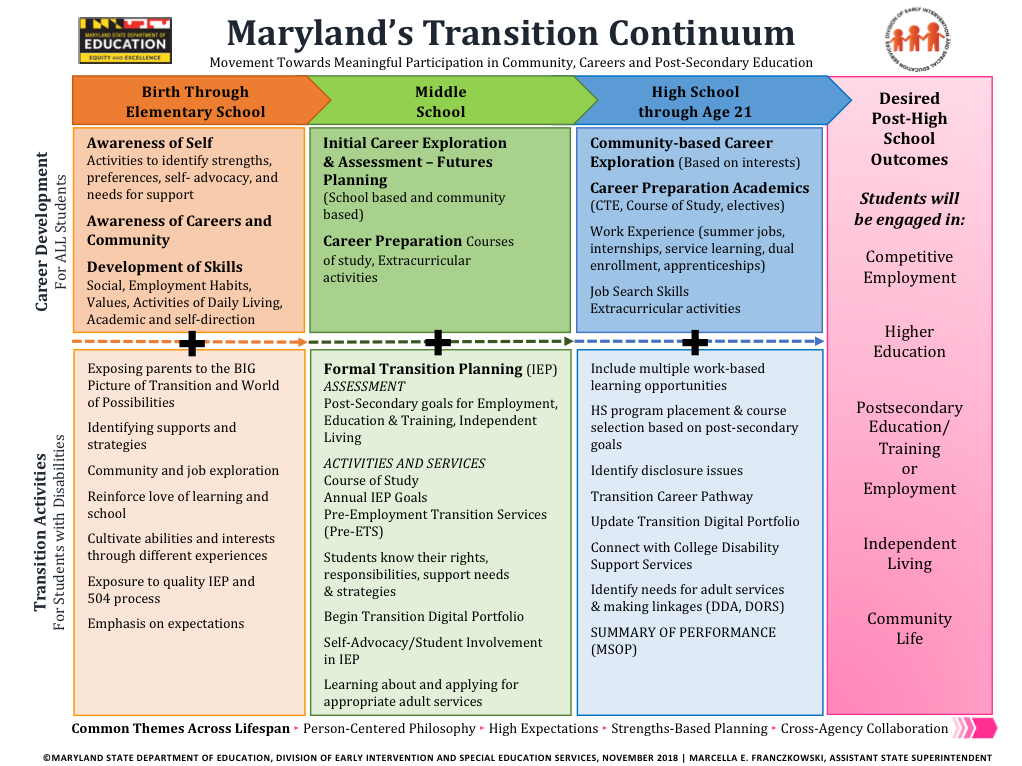 MARYLAND STATE DEPARTMENT OF
EDUCATION
EQUITY AND EXCELLENCE
Maryland's Transition Continuum
Movement Towards Meaningful Participation in Community, Careers and Post-Secondary Education
DIVISION OF EARLY INTERVENTION AND SPECIAL EDUCATION SERVICES
Birth Through
Elementary School
Middle
School
High School
through Age 21
Career Development
For ALL Students
Awareness of Self
Activities to identify strengths,
preferences, self- advocacy, and
needs for support
Awareness of Careers and
Community
Development of Skills
Social, Employment Habits,
Values, Activities of Daily Living,
Academic and self-direction
Initial Career Exploration
& Assessment – Futures
Planning
(School based and community
based)
Career Preparation Courses
of study, Extracurricular
activities
Community-based Career
Exploration (Based on interests)
Career Preparation Academics
(CTE, Course of Study, electives)
Work Experience (summer jobs,
internships, service learning, dual
enrollment, apprenticeships)
Job Search Skills
Extracurricular activities
Transition Activities
For Students with Disabilities
Exposing parents to the BIG
Picture of Transition and World
of Possibilities
Identifying supports and
strategies
Community and job exploration
Reinforce love of learning and
school
Cultivate abilities and interests
through different experiences
Exposure to quality IEP and
504 process
Emphasis on expectations
Formal Transition Planning (IEP)
ASSESSMENT
Post-Secondary goals for Employment,
Education & Training, Independent
Living
ACTIVITIES AND SERVICES
Course of Study
Annual IEP Goals
Pre-Employment Transition Services
(Pre-ETS)
Students know their rights,
responsibilities, support needs
& strategies
Begin Transition Digital Portfolio
Self-Advocacy/Student Involvement
in IEP
Learning about and applying for
appropriate adult services
Include multiple work-based
learning opportunities
HS program placement & course
selection based on post-secondary
goals
Identify disclosure issues
Transition Career Pathway
Update Transition Digital Portfolio
Connect with College Disability
Support Services
Identify needs for adult services
& making linkages (DDA, DORS)
SUMMARY OF PERFORMANCE
(MSOP)
Desired
Post-High
School
Outcomes
Students will
be engaged in:
Competitive
Employment
Higher
Education
Postsecondary
Education/
Training
or
Employment
Independent
Living
Community
Life
Common Themes Across Lifespan ‣ Person-Centered Philosophy ‣ High Expectations ‣ Strengths-Based Planning ‣ Cross-Agency Collaboration
©MARYLAND STATE DEPARTMENT OF EDUCATION, DIVISION OF EARLY INTERVENTION AND SPECIAL EDUCATION SERVICES, NOVEMBER 2018 | MARCELLA E. FRANCZKOWSKI, ASSISTANT STATE SUPERINTENDENT